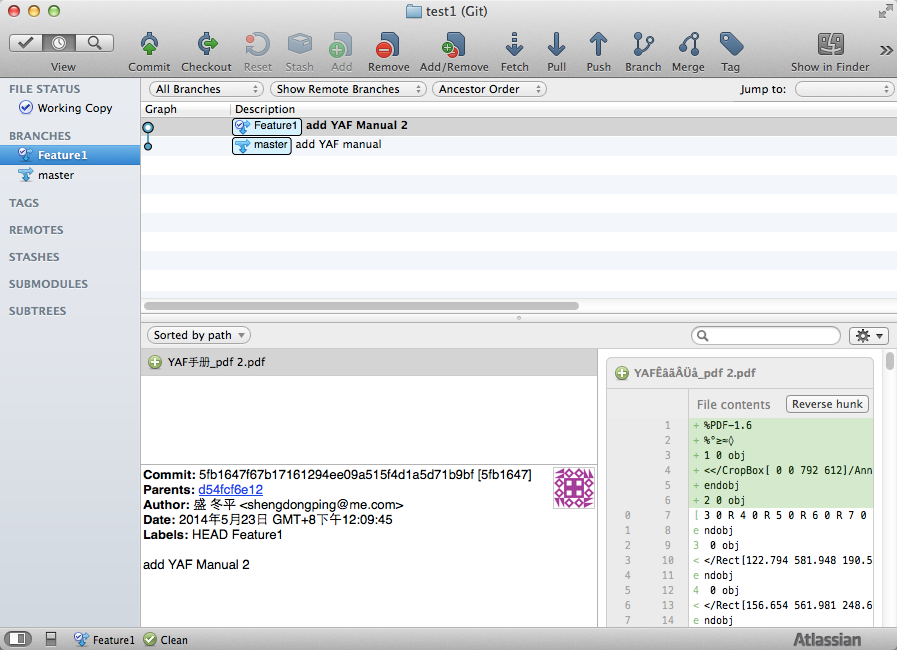 test1 (Git)
View Commit Checkout Reset Stash Add Remove Add/Remove Fetch Pull Push Branch Merge Tag Show in Finder
FILE STATUS
Working Copy
BRANCHES
Feature1
master
TAGS
REMOTES
STASHES
SUBMODULES
SUBTREES
All Branches Show Remote Branches Ancestor Order Jump to:
Graph Description
Feature1 add YAF Manual 2
master add YAF manual
Sorted by path
YAF手册_pdf 2.pdf
Commit: 5fb1647f67b17161294ee09a515f4d1a5d71b9bf [5fb1647]
Parents: d54fcf6e12
Author: 盛 冬平 <shengdongping@me.com>
Date: 2014年5月23日 GMT+8下午12:09:45
Labels: HEAD Feature1
add YAF Manual 2
YAFÊâãÂÜå_pdf 2.pdf
File contents Reverse hunk
1 + %PDF-1.6
2 + %°≥≈◊
3 + 1 0 obj
4 + <</CropBox[ 0 0 792 612]/Ann
5 + endobj
6 + 2 0 obj
0 7 [ 3 0 R 4 0 R 5 0 R 6 0 R 7 0
1 8 e ndobj
2 9 3 0 obj
3 10 < </Rect[122.794 581.948 190.5
4 11 e ndobj
5 12 4 0 obj
6 13 < </Rect[156.654 561.981 248.6
7 14 e ndobj
Feature1 Clean
Atlassian